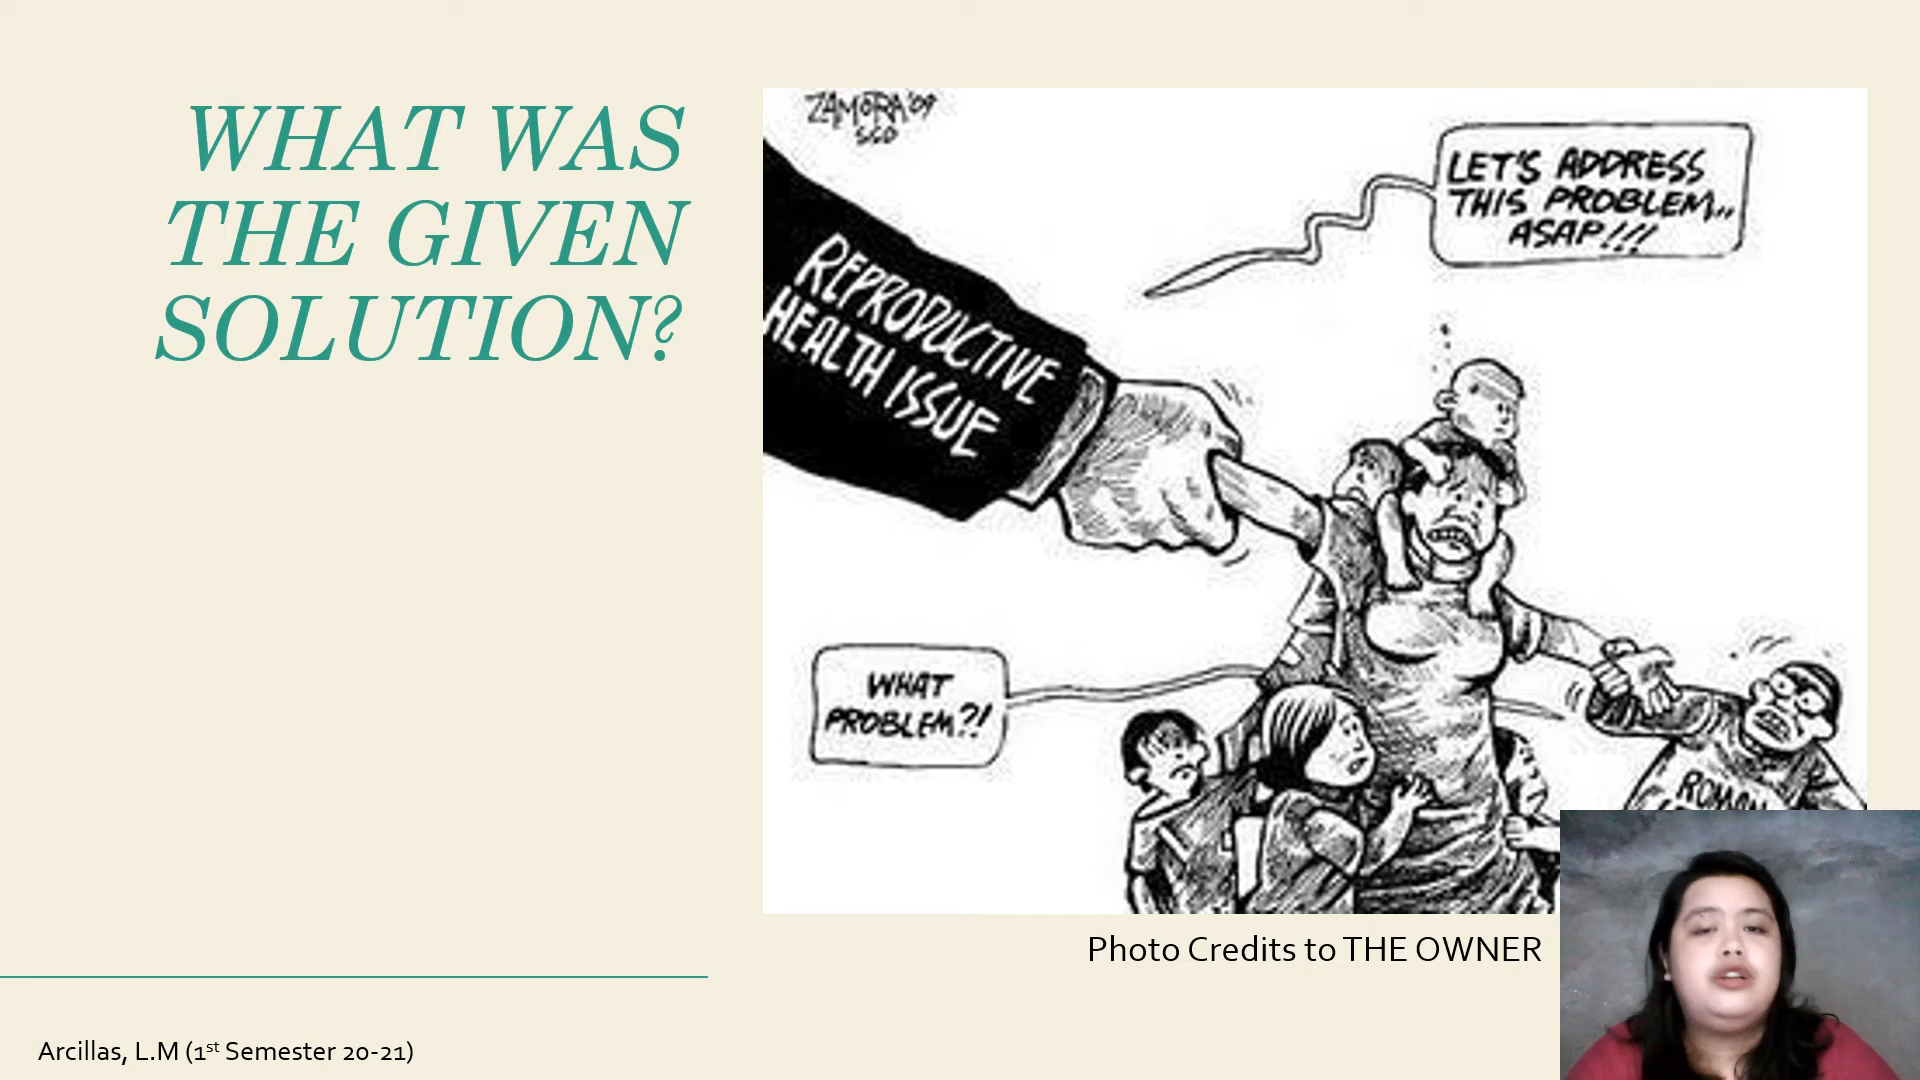 WHAT WAS
THE GIVEN
SOLUTION?
ZAMORA '09
LET'S ADDRESS
THIS PROBLEM..
ASAP!!!
REPRODUCTIVE
HEALTH ISSUE
WHAT
PROBLEM?!
ROMAN
Photo Credits to THE OWNER
Arcillas, L.M (1st Semester 20-21)